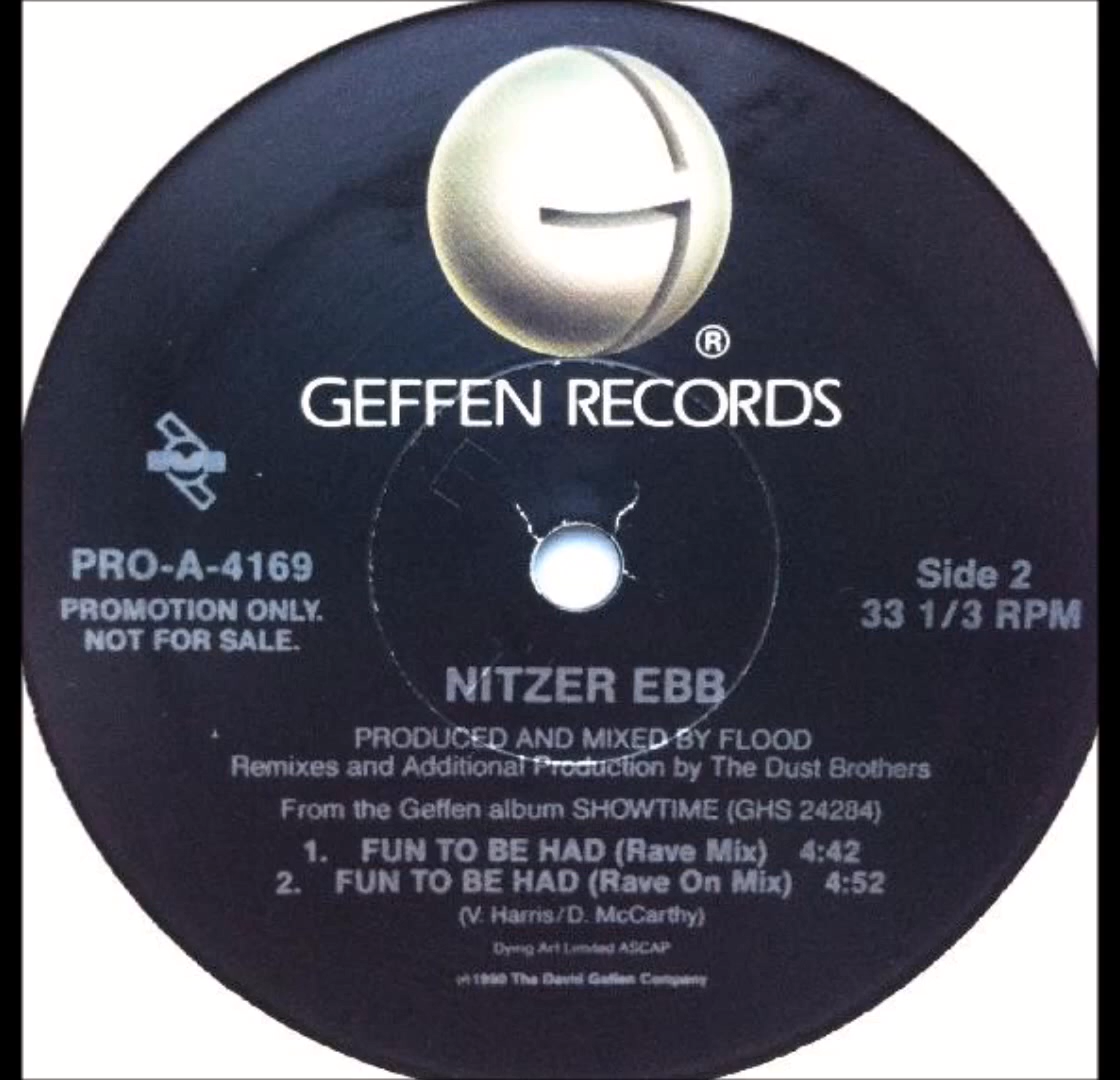 ®
GEFFEN RECORDS
PRO-A-4169
PROMOTION ONLY.
NOT FOR SALE.
Side 2
33 1/3 RPM
NITZER EBB
PRODUCED AND MIXED BY FLOOD
Remixes and Additional Production by The Dust Brothers
From the Geffen album SHOWTIME (GHS 24284)
1. FUN TO BE HAD (Rave Mix) 4:42
2. FUN TO BE HAD (Rave On Mix) 4:52
(V. Harris/D. McCarthy)
Dying Art Limited ASCAP
℗1990 The David Geffen Company